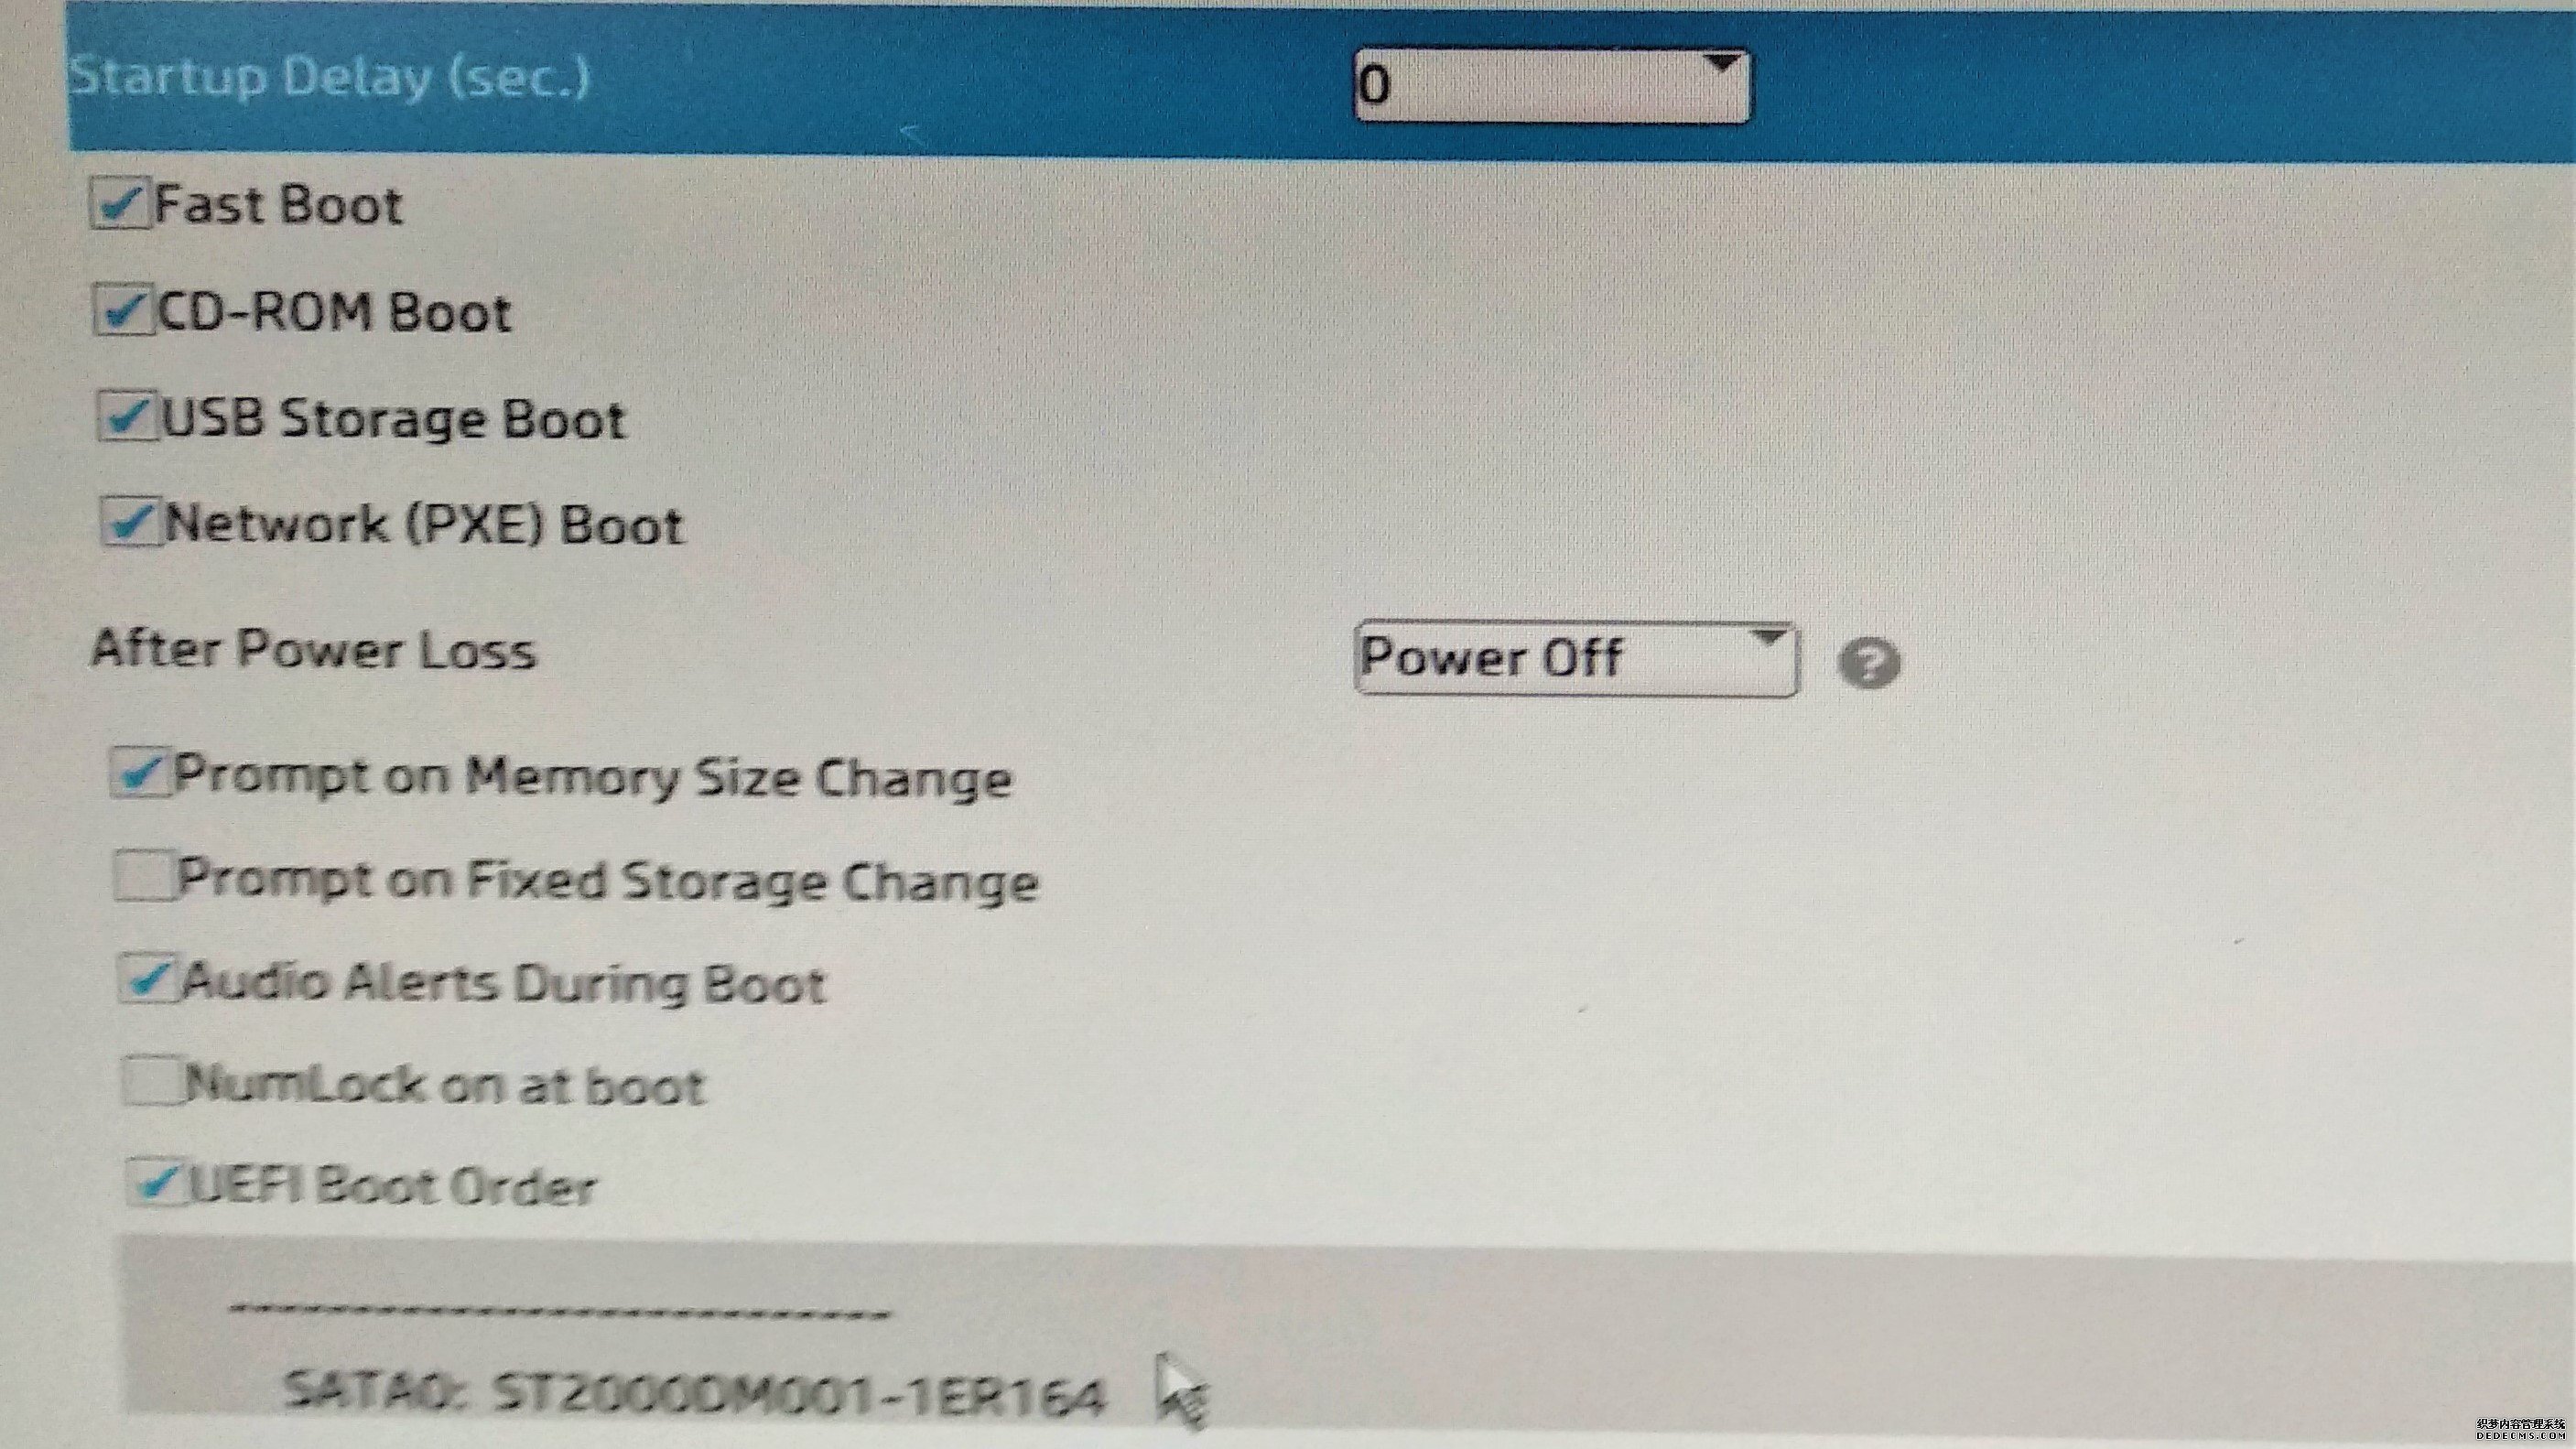 Startup Delay (sec.) 0
Fast Boot
CD-ROM Boot
USB Storage Boot
Network (PXE) Boot
After Power Loss Power Off ?
Prompt on Memory Size Change
Prompt on Fixed Storage Change
Audio Alerts During Boot
NumLock on at boot
UEFI Boot Order
---------------------------
SATA0: ST2000DM001-1ER164
织梦内容管理系统
DEDECMS.COM